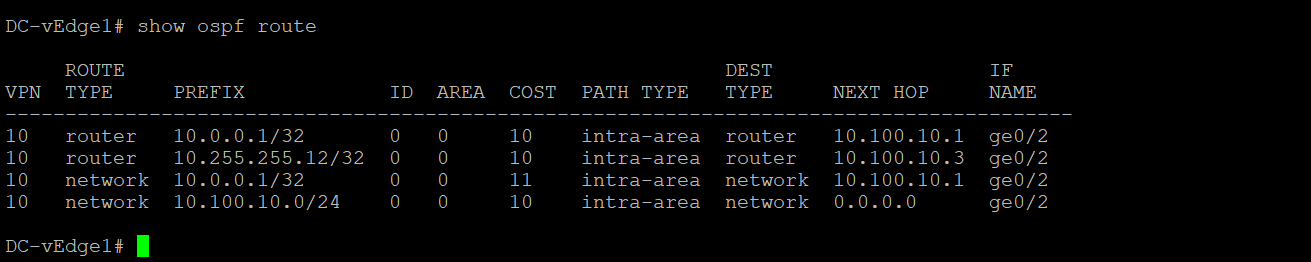 DC-vEdge1# show ospf route
     ROUTE                                                  DEST                   IF
VPN  TYPE     PREFIX            ID  AREA  COST  PATH TYPE   TYPE     NEXT HOP     NAME
-----------------------------------------------------------------------------------------
10   router   10.0.0.1/32       0   0     10    intra-area  router   10.100.10.1  ge0/2
10   router   10.255.255.12/32  0   0     10    intra-area  router   10.100.10.3  ge0/2
10   network  10.0.0.1/32       0   0     11    intra-area  network  10.100.10.1  ge0/2
10   network  10.100.10.0/24    0   0     10    intra-area  network  0.0.0.0      ge0/2
DC-vEdge1#